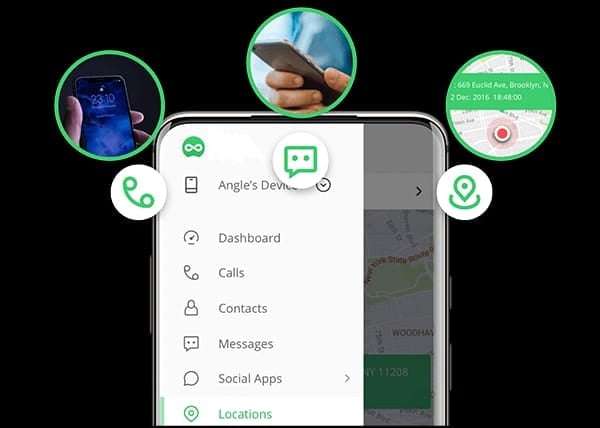 23:10
: 669 Euclid Ave, Brooklyn, N
2 Dec. 2016 18:48:00
Angle's Device
Dashboard
Calls
Contacts
Messages
Social Apps
Locations
New York State Route
WOODHAV
NY 11208